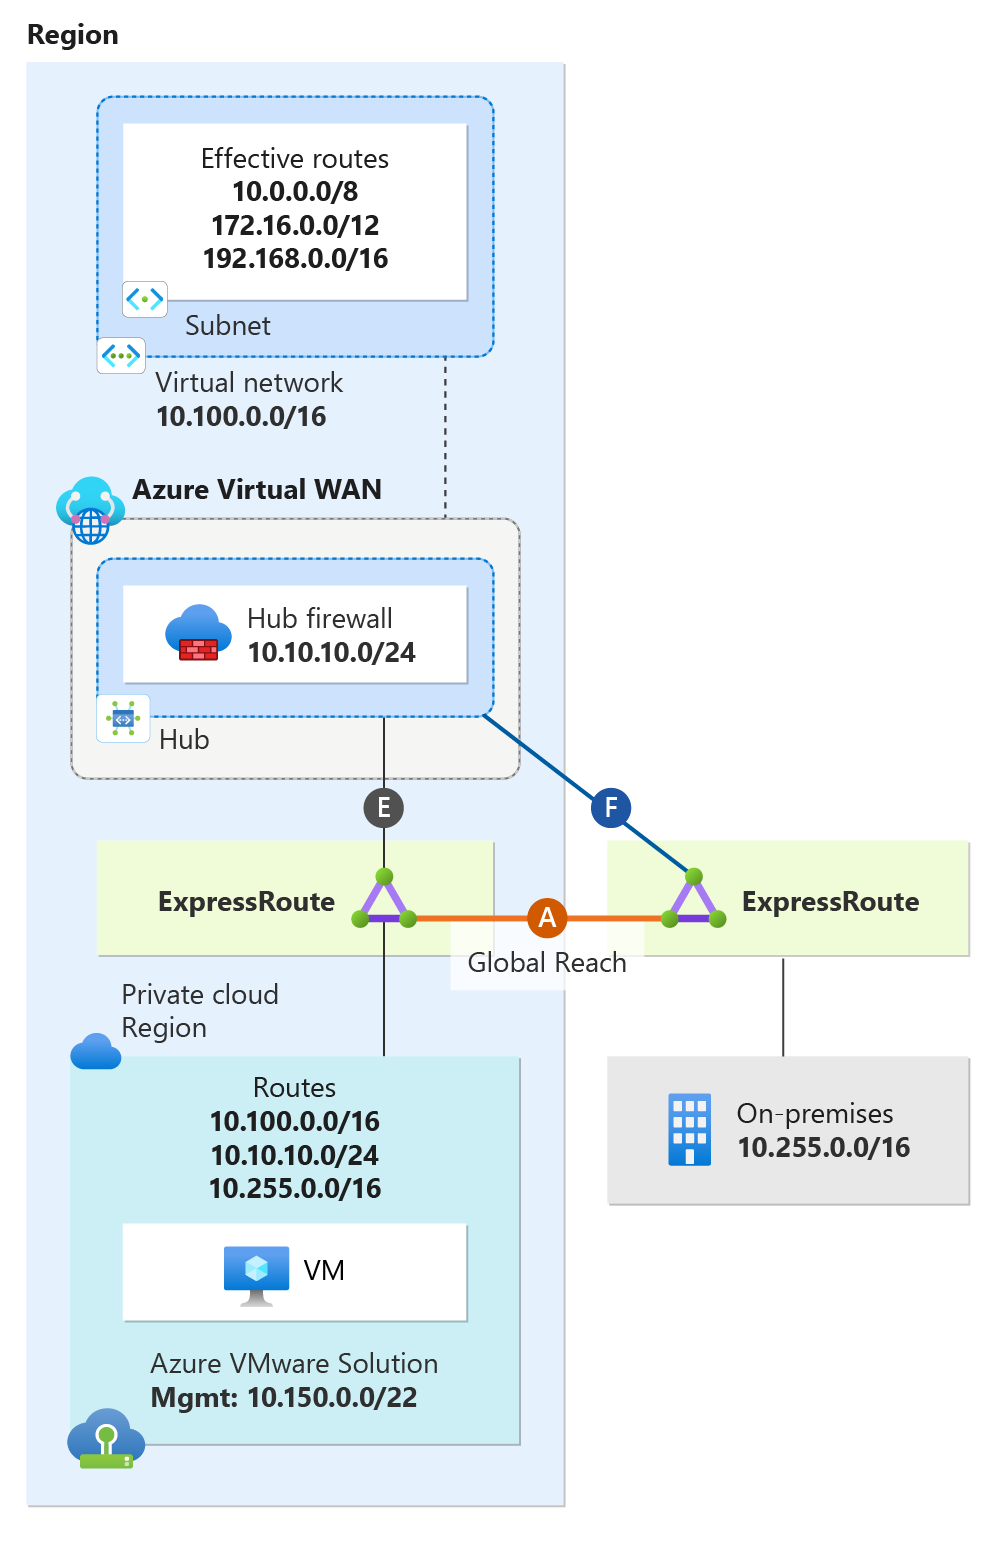 Region
Effective routes
10.0.0.0/8
172.16.0.0/12
192.168.0.0/16
Subnet
Virtual network
10.100.0.0/16
Azure Virtual WAN
Hub firewall
10.10.10.0/24
Hub
E
F
ExpressRoute
A
ExpressRoute
Global Reach
Private cloud
Region
Routes
10.100.0.0/16
10.10.10.0/24
10.255.0.0/16
On-premises
10.255.0.0/16
VM
Azure VMware Solution
Mgmt: 10.150.0.0/22